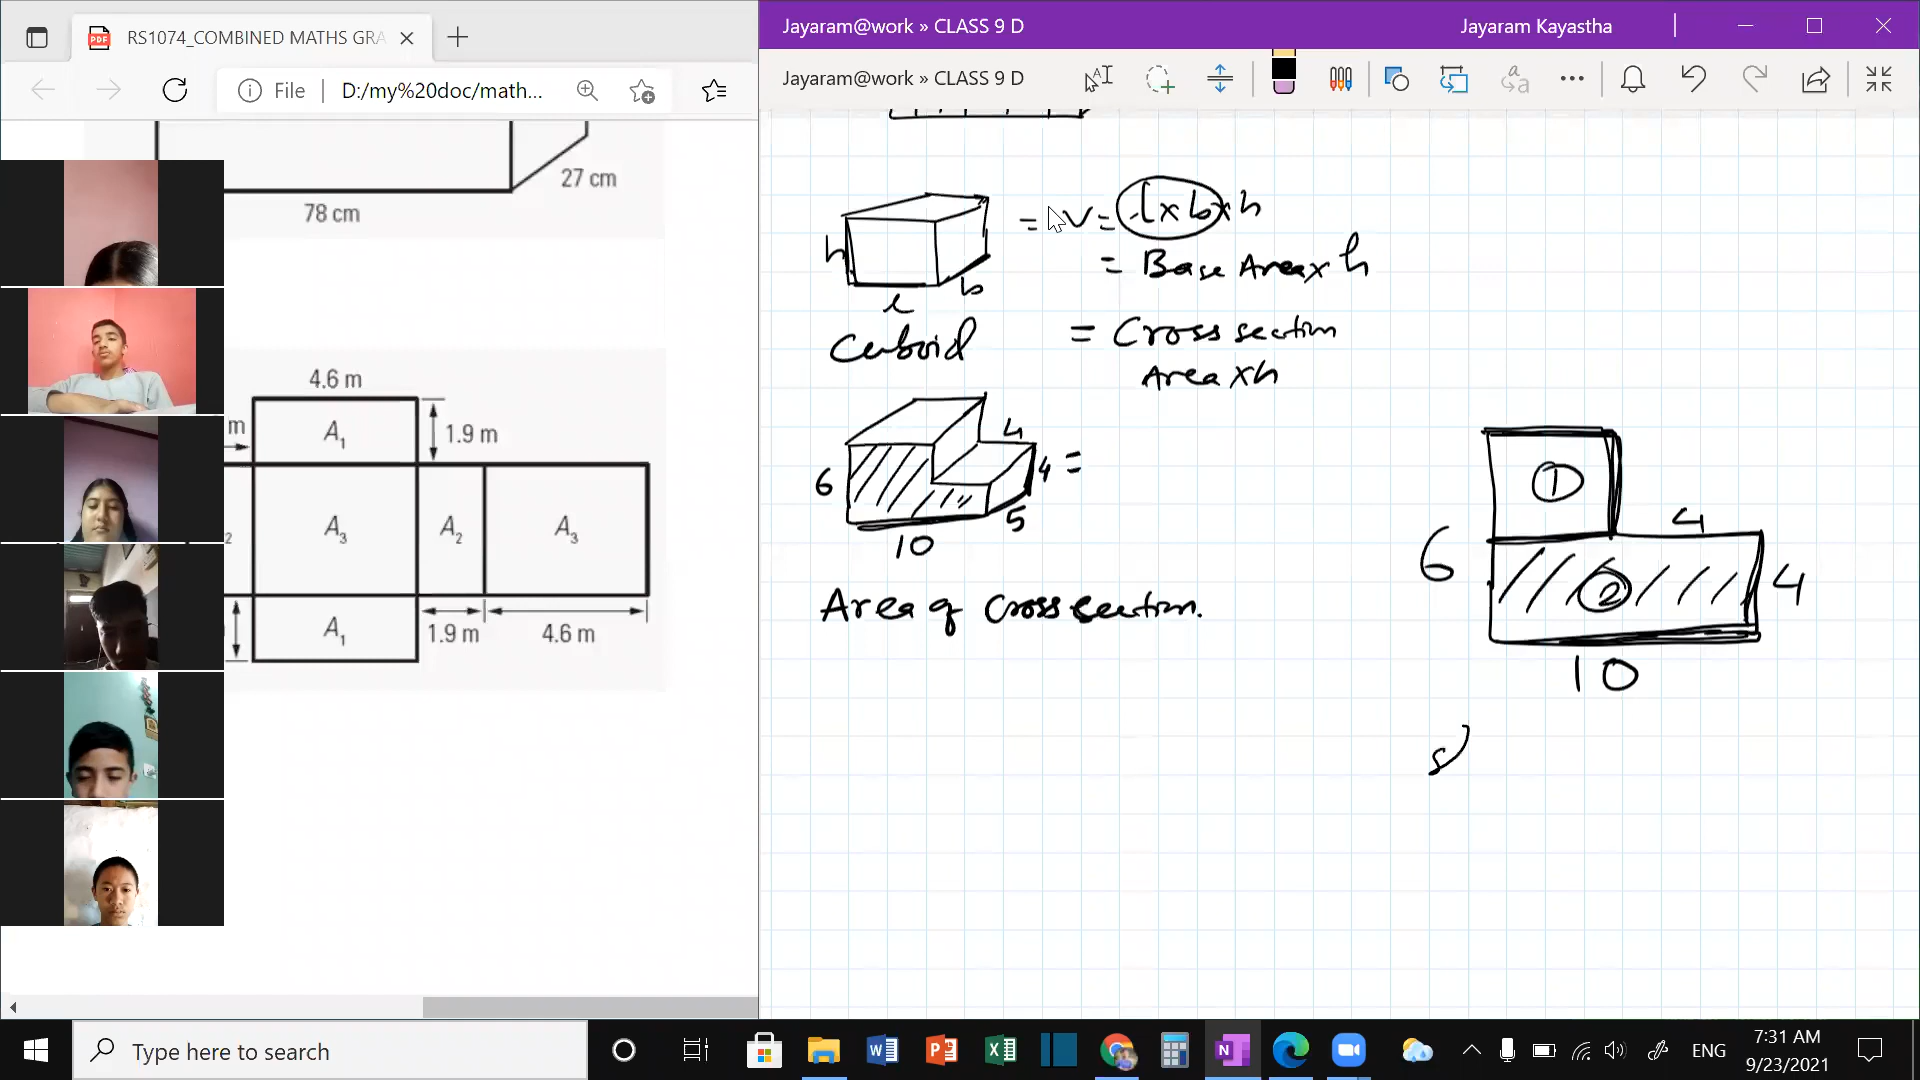 RS1074_COMBINED MATHS GRA
File
D:/my%20doc/math...
27 cm
78 cm
4.6 m
m
A1
1.9 m
2
A3
A2
A3
A1
1.9 m
4.6 m
Jayaram@work » CLASS 9 D
Jayaram Kayastha
Jayaram@work » CLASS 9 D
h
l
b
= V = l x b x h
= Base Area x h
Cuboid
= Cross section
Area x h
6
4
4 =
5
10
Area of Cross section.
1
4
6
2
4
10
Type here to search
ENG
7:31 AM
9/23/2021